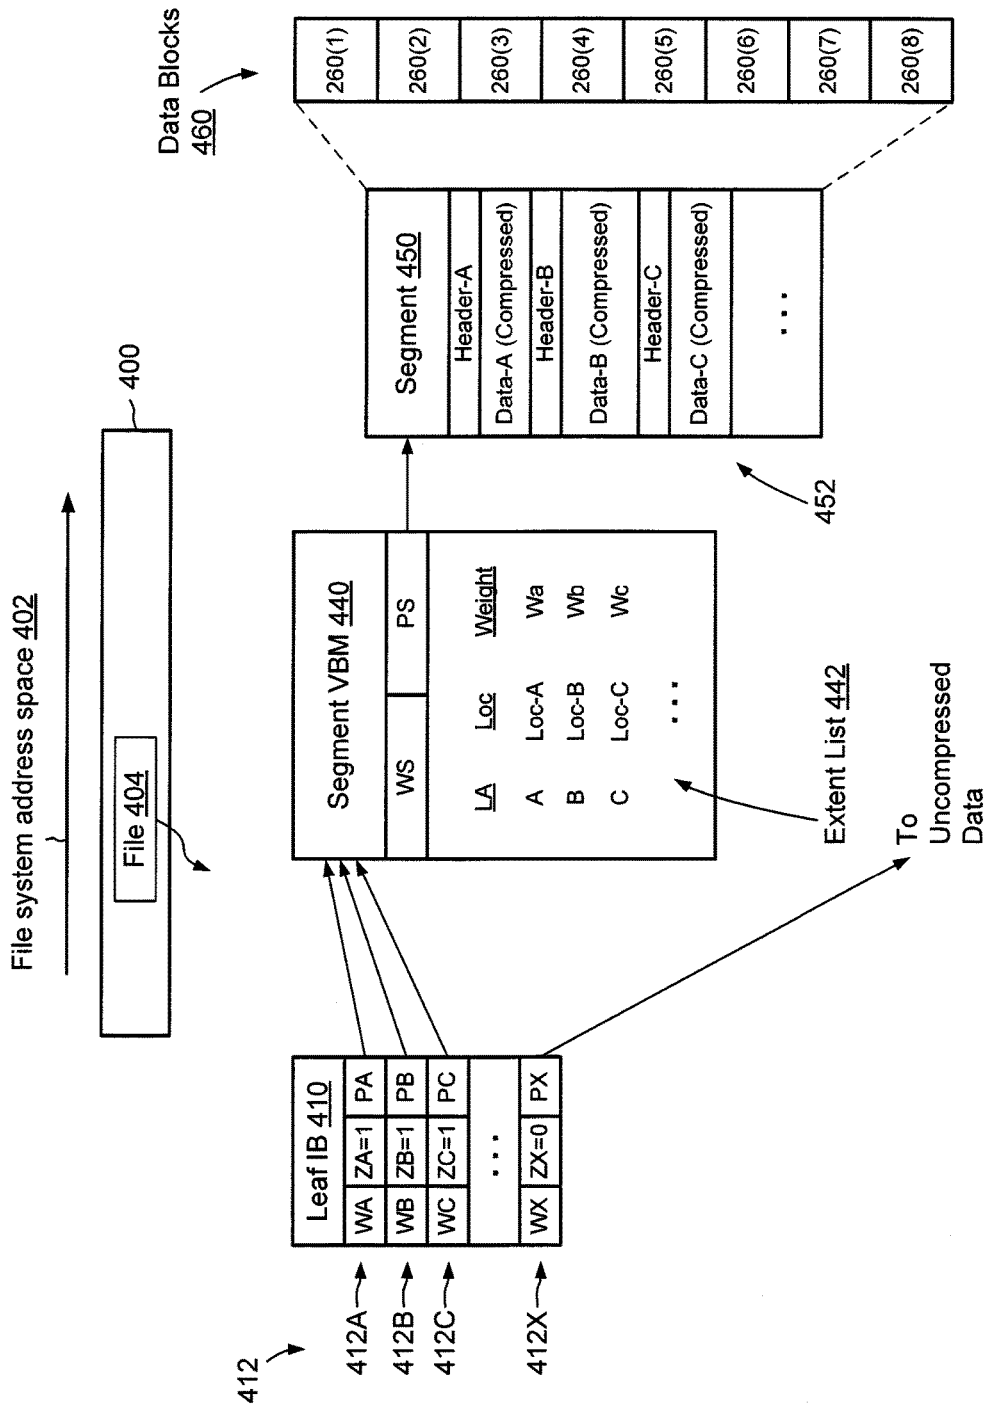 File system address space 402
400
File 404
Data Blocks
460
412
412A
412B
412C
412X
Leaf IB 410
WA ZA=1 PA
WB ZB=1 PB
WC ZC=1 PC
...
WX ZX=0 PX
Segment VBM 440
WS PS
LA Loc Weight
A Loc-A Wa
B Loc-B Wb
C Loc-C Wc
...
Extent List 442
To
Uncompressed
Data
Segment 450
Header-A
Data-A (Compressed)
Header-B
Data-B (Compressed)
Header-C
Data-C (Compressed)
...
452
260(1)
260(2)
260(3)
260(4)
260(5)
260(6)
260(7)
260(8)